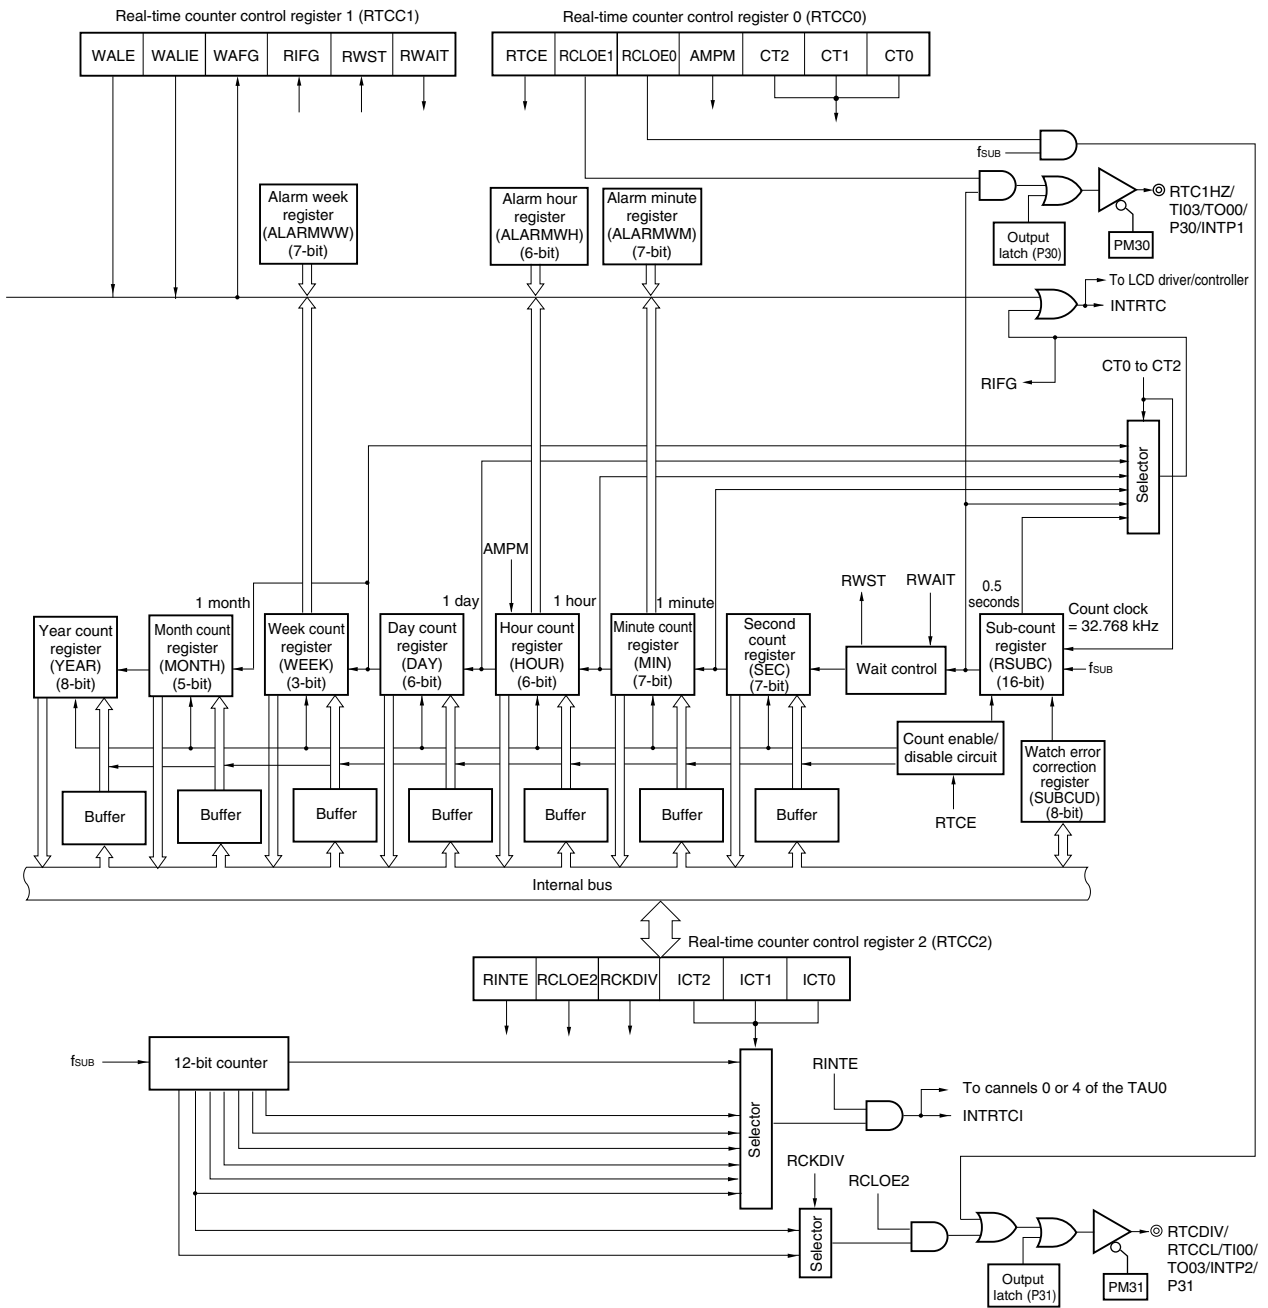 Real-time counter control register 1 (RTCC1)
Real-time counter control register 0 (RTCC0)
WALE WALIE WAFG RIFG RWST RWAIT
RTCE RCLOE1 RCLOE0 AMPM CT2 CT1 CT0
fSUB
Alarm week
register
(ALARMWW)
(7-bit)
Alarm hour
register
(ALARMWH)
(6-bit)
Alarm minute
register
(ALARMWM)
(7-bit)
Output
latch (P30)
PM30
RTC1HZ/
TI03/TO00/
P30/INTP1
To LCD driver/controller
INTRTC
RIFG
CT0 to CT2
Selector
AMPM
RWST
RWAIT
0.5
seconds
1 month
1 day
1 hour
1 minute
Count clock
= 32.768 kHz
Year count
register
(YEAR)
(8-bit)
Month count
register
(MONTH)
(5-bit)
Week count
register
(WEEK)
(3-bit)
Day count
register
(DAY)
(6-bit)
Hour count
register
(HOUR)
(6-bit)
Minute count
register
(MIN)
(7-bit)
Second
count
register
(SEC)
(7-bit)
Wait control
Sub-count
register
(RSUBC)
(16-bit)
fSUB
Count enable/
disable circuit
RTCE
Watch error
correction
register
(SUBCUD)
(8-bit)
Buffer
Buffer
Buffer
Buffer
Buffer
Buffer
Buffer
Internal bus
Real-time counter control register 2 (RTCC2)
RINTE RCLOE2 RCKDIV ICT2 ICT1 ICT0
fSUB
12-bit counter
Selector
RINTE
To cannels 0 or 4 of the TAU0
INTRTCI
RCKDIV
Selector
RCLOE2
Output
latch (P31)
PM31
RTCDIV/
RTCCL/TI00/
TO03/INTP2/
P31